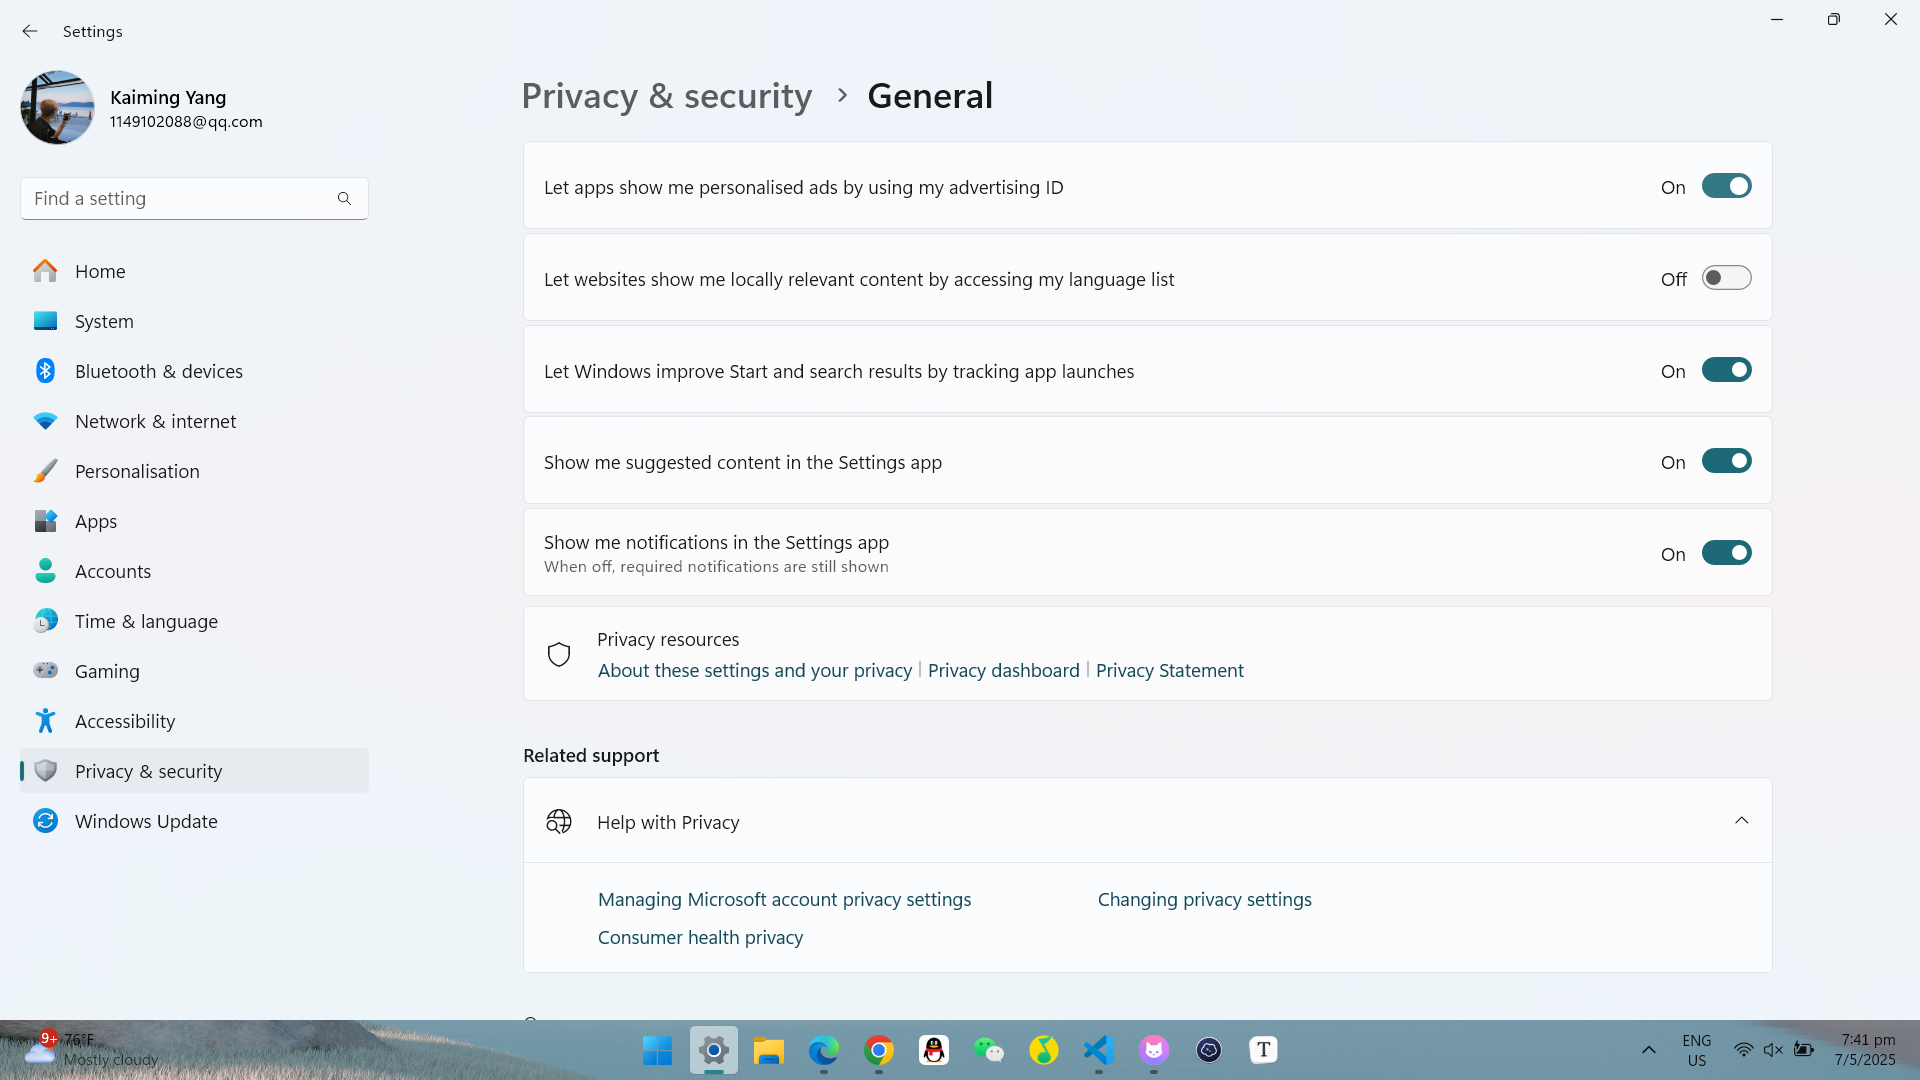 Settings
Kaiming Yang
1149102088@qq.com
Find a setting
Home
System
Bluetooth & devices
Network & internet
Personalisation
Apps
Accounts
Time & language
Gaming
Accessibility
Privacy & security
Windows Update
Privacy & security > General
Let apps show me personalised ads by using my advertising ID
On
Let websites show me locally relevant content by accessing my language list
Off
Let Windows improve Start and search results by tracking app launches
On
Show me suggested content in the Settings app
On
Show me notifications in the Settings app
When off, required notifications are still shown
On
Privacy resources
About these settings and your privacy | Privacy dashboard | Privacy Statement
Related support
Help with Privacy
Managing Microsoft account privacy settings
Changing privacy settings
Consumer health privacy
9+
76°F
Mostly cloudy
T
ENG
US
7:41 pm
7/5/2025